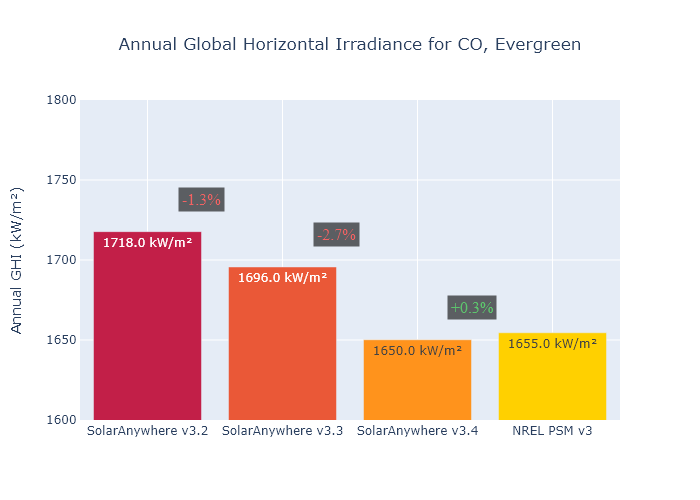 Annual Global Horizontal Irradiance for CO, Evergreen
Annual GHI (kW/m²)
1800
1750
1700
1650
1600
-1.3%
-2.7%
+0.3%
1718.0 kW/m²
1696.0 kW/m²
1650.0 kW/m²
1655.0 kW/m²
SolarAnywhere v3.2
SolarAnywhere v3.3
SolarAnywhere v3.4
NREL PSM v3